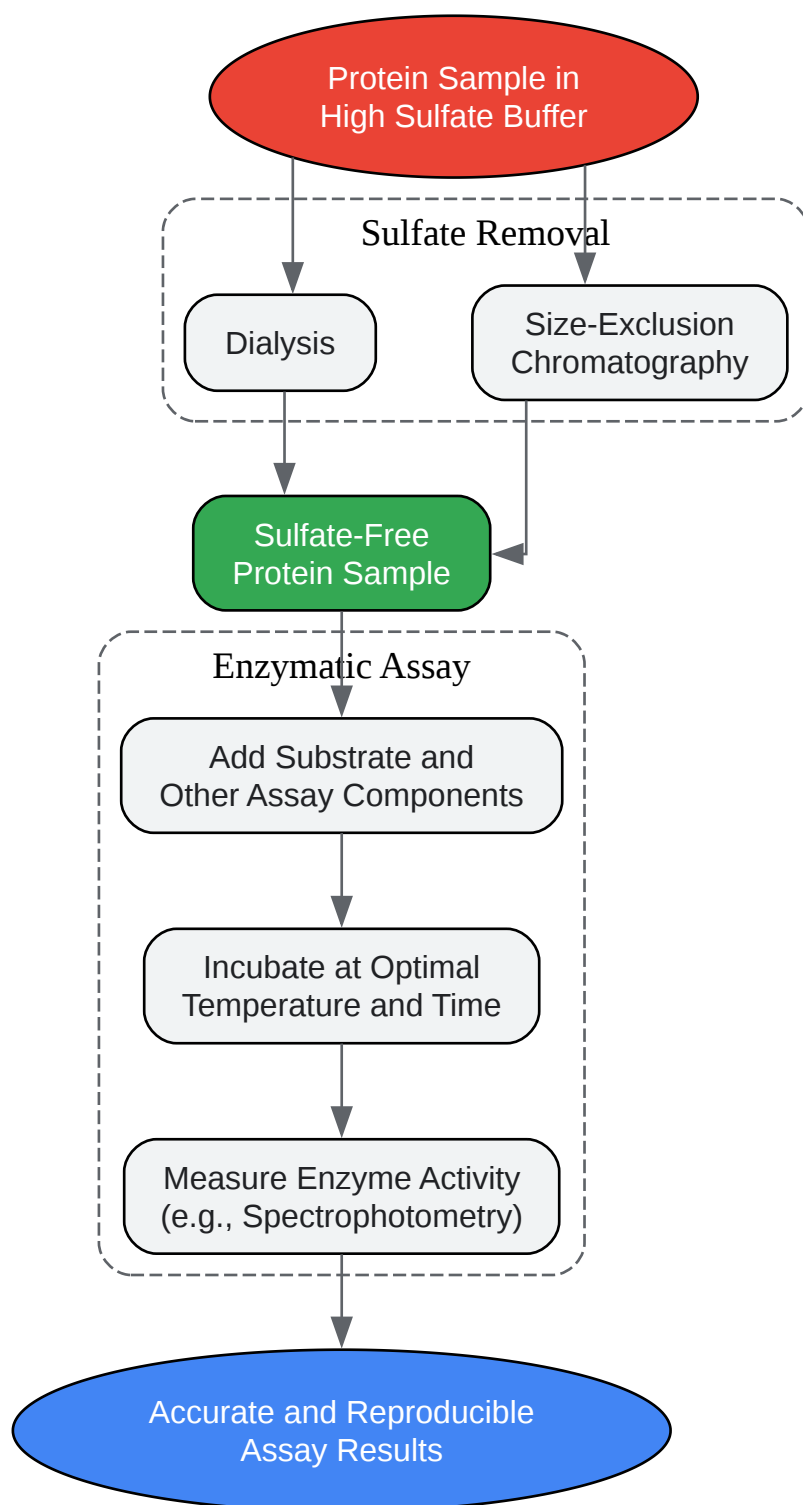 Protein Sample in
High Sulfate Buffer
Sulfate Removal
Dialysis
Size-Exclusion
Chromatography
Sulfate-Free
Protein Sample
Enzymatic Assay
Add Substrate and
Other Assay Components
Incubate at Optimal
Temperature and Time
Measure Enzyme Activity
(e.g., Spectrophotometry)
Accurate and Reproducible
Assay Results